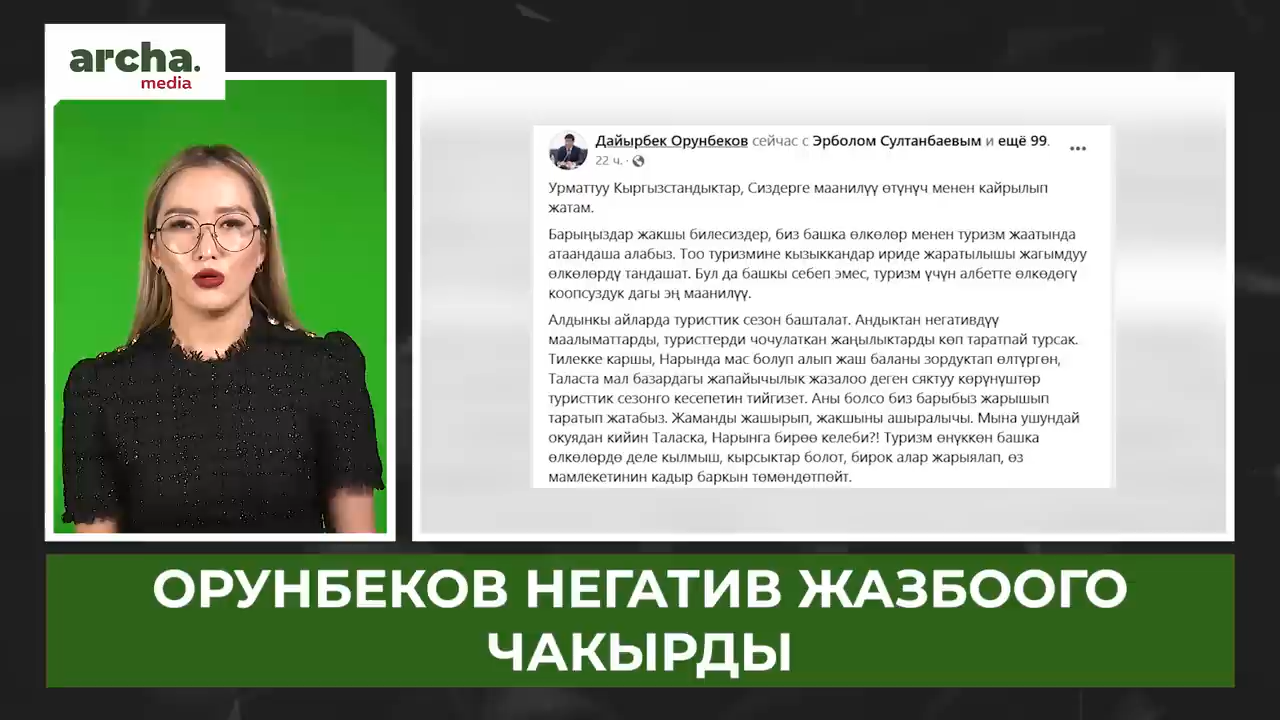 archa.
media
Дайырбек Орунбеков сейчас с Эрболом Султанбаевым и ещё 99.
22 ч. ·
Урматтуу Кыргызстандыктар, Сиздерге маанилүү өтүнүч менен кайрылып
жатам.
Барыңыздар жакшы билесиздер, биз башка өлкөлөр менен туризм жаатында
атаандаша алабыз. Тоо туризмине кызыккандар ириде жаратылышы жагымдуу
өлкөлөрдү тандашат. Бул да башкы себеп эмес, туризм үчүн албетте өлкөдөгү
коопсуздук дагы эң маанилүү.
Алдынкы айларда туристтик сезон башталат. Андыктан негативдүү
маалыматтарды, туристтерди чочулаткан жаңылыктарды көп таратпай турсак.
Тилекке каршы, Нарында мас болуп алып жаш баланы зордуктап өлтүргөн,
Таласта мал базардагы жапайычылык жазалоо деген сяктуу көрүнүштөр
туристтик сезонго кесепетин тийгизет. Аны болсо биз барыбыз жарышып
таратып жатабыз. Жаманды жашырып, жакшыны ашыралычы. Мына ушундай
окуядан кийин Таласка, Нарынга бирөө келеби?! Туризм өнүккөн башка
өлкөлөрдө деле кылмыш, кырсыктар болот, бирок алар жарыялап, өз
мамлекетинин кадыр баркын төмөндөтпөйт.
ОРУНБЕКОВ НЕГАТИВ ЖАЗБООГО
ЧАКЫРДЫ